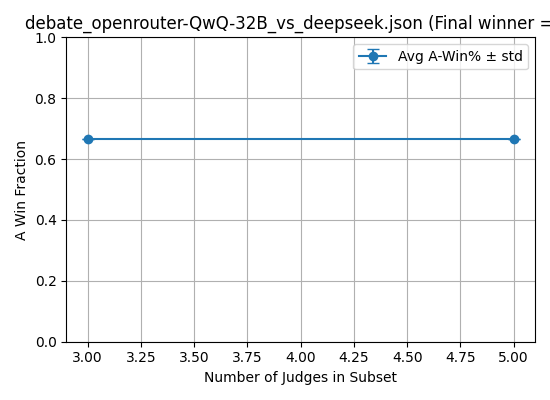 debate_openrouter-QwQ-32B_vs_deepseek.json (Final winner =
Avg A-Win% ± std
A Win Fraction
1.0
0.8
0.6
0.4
0.2
0.0
3.00 3.25 3.50 3.75 4.00 4.25 4.50 4.75 5.00
Number of Judges in Subset